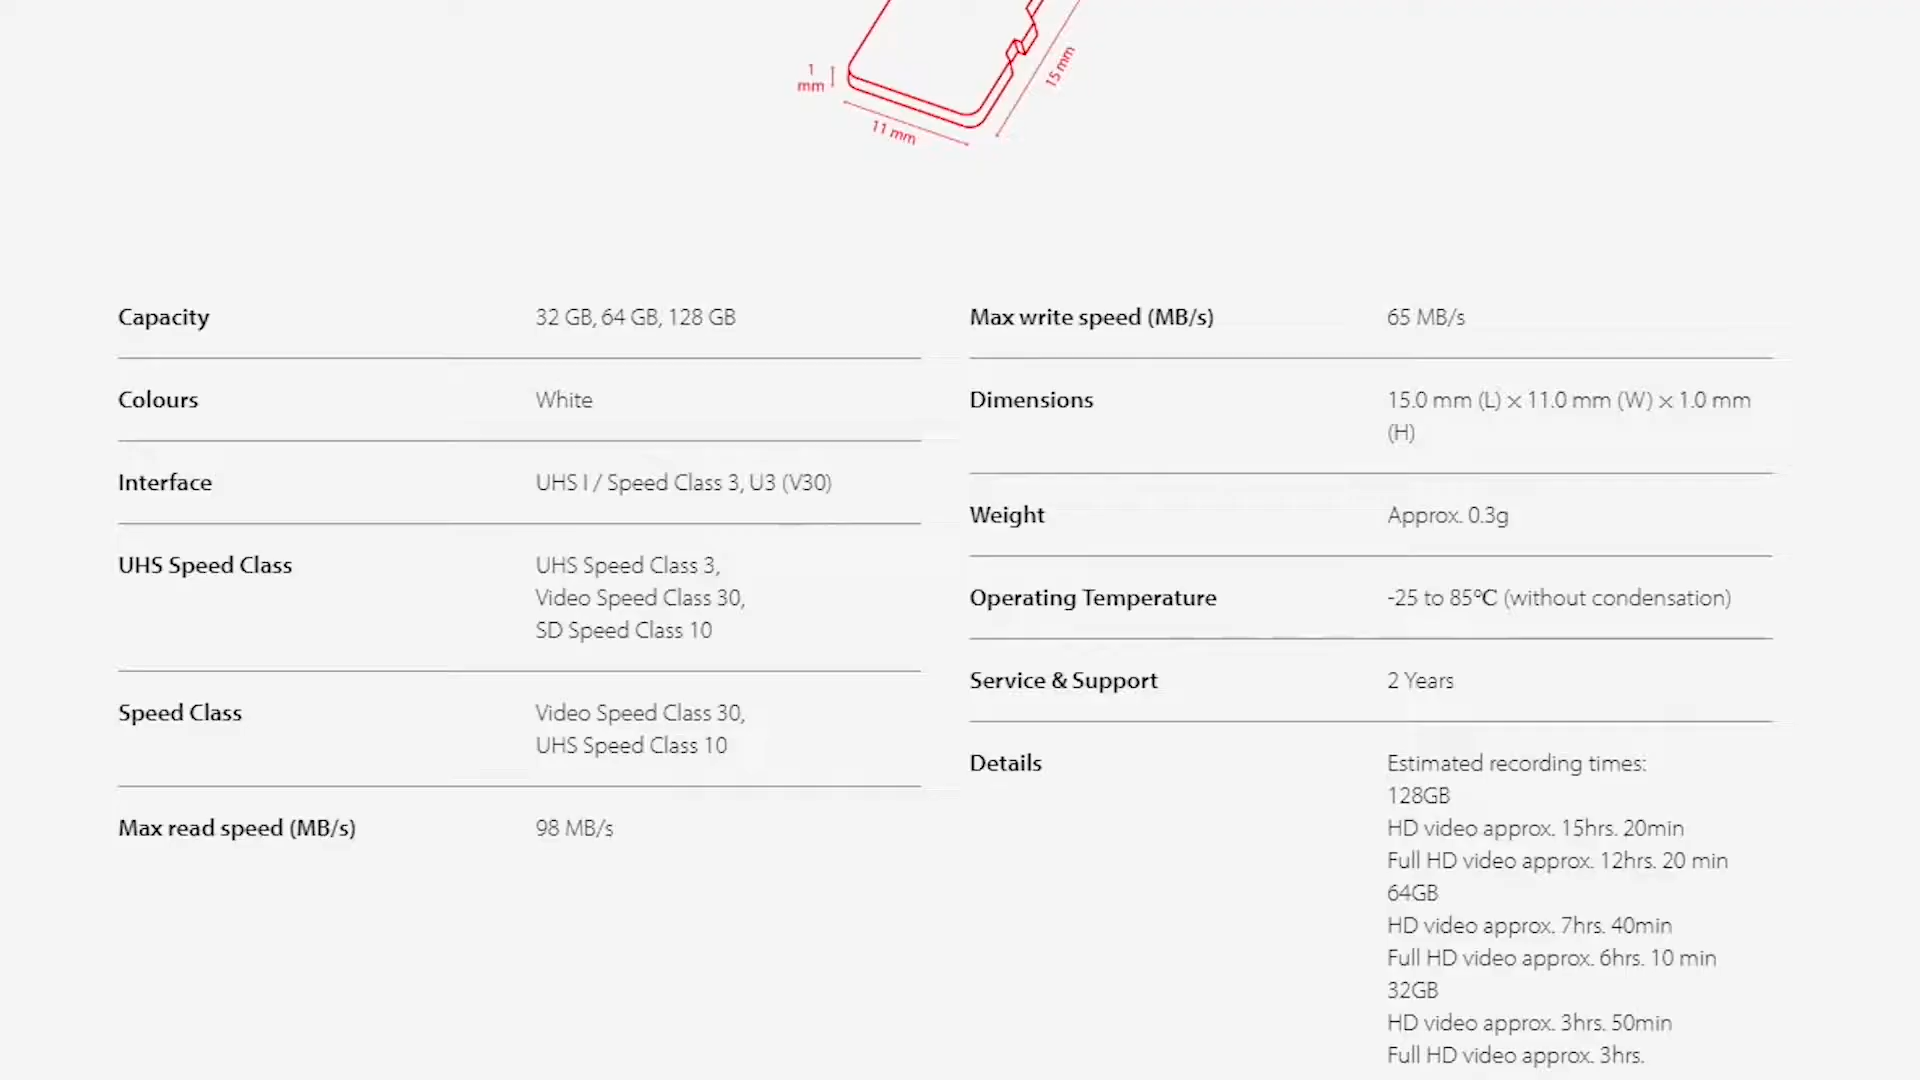 1
mm
11 mm
15 mm
Capacity
32 GB, 64 GB, 128 GB
Colours
White
Interface
UHS I / Speed Class 3, U3 (V30)
UHS Speed Class
UHS Speed Class 3,
Video Speed Class 30,
SD Speed Class 10
Speed Class
Video Speed Class 30,
UHS Speed Class 10
Max read speed (MB/s)
98 MB/s
Max write speed (MB/s)
65 MB/s
Dimensions
15.0 mm (L) × 11.0 mm (W) × 1.0 mm
(H)
Weight
Approx. 0.3g
Operating Temperature
-25 to 85℃ (without condensation)
Service & Support
2 Years
Details
Estimated recording times:
128GB
HD video approx. 15hrs. 20min
Full HD video approx. 12hrs. 20 min
64GB
HD video approx. 7hrs. 40min
Full HD video approx. 6hrs. 10 min
32GB
HD video approx. 3hrs. 50min
Full HD video approx. 3hrs.